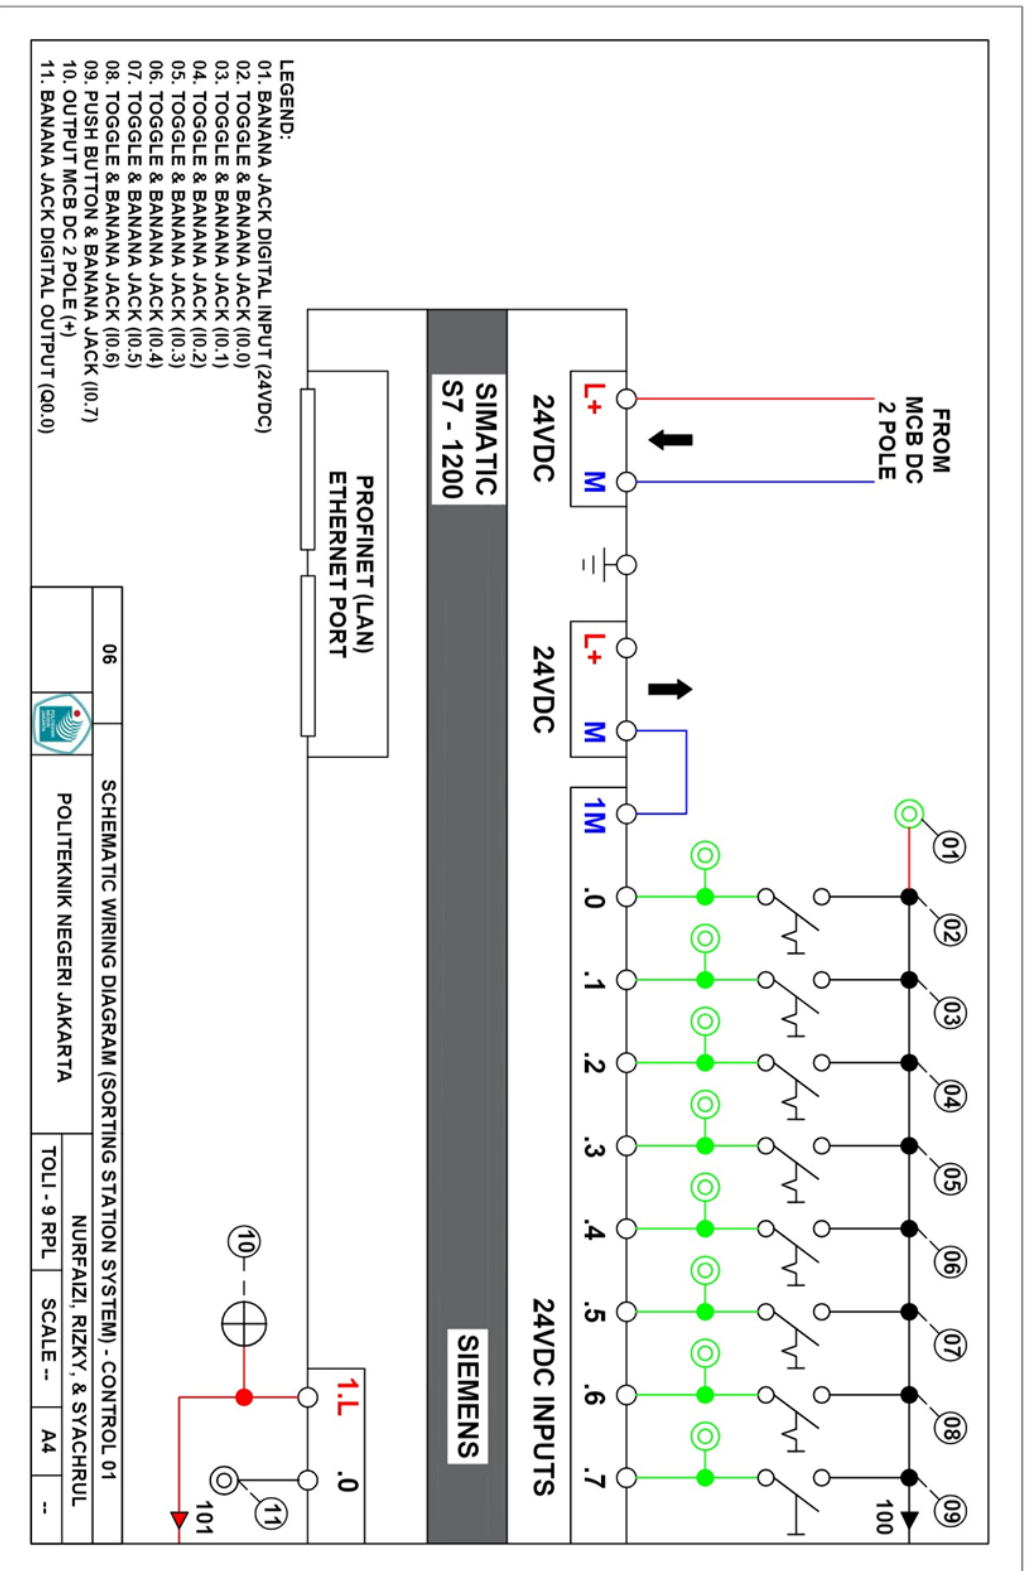 FROM
MCB DC
2 POLE
01
02
03
04
05
06
07
08
09
100
L+
M
L+
M
1M
.0
.1
.2
.3
.4
.5
.6
.7
24VDC
24VDC
24VDC INPUTS
SIMATIC
S7 - 1200
SIEMENS
PROFINET (LAN)
ETHERNET PORT
1.L
.0
10
11
101
LEGEND:
01. BANANA JACK DIGITAL INPUT (24VDC)
02. TOGGLE & BANANA JACK (I0.0)
03. TOGGLE & BANANA JACK (I0.1)
04. TOGGLE & BANANA JACK (I0.2)
05. TOGGLE & BANANA JACK (I0.3)
06. TOGGLE & BANANA JACK (I0.4)
07. TOGGLE & BANANA JACK (I0.5)
08. TOGGLE & BANANA JACK (I0.6)
09. PUSH BUTTON & BANANA JACK (I0.7)
10. OUTPUT MCB DC 2 POLE (+)
11. BANANA JACK DIGITAL OUTPUT (Q0.0)
06
SCHEMATIC WIRING DIAGRAM (SORTING STATION SYSTEM) - CONTROL 01
POLITEKNIK NEGERI JAKARTA
NURFAIZI, RIZKY, & SYACHRUL
TOLI - 9 RPL
SCALE --
A4
--